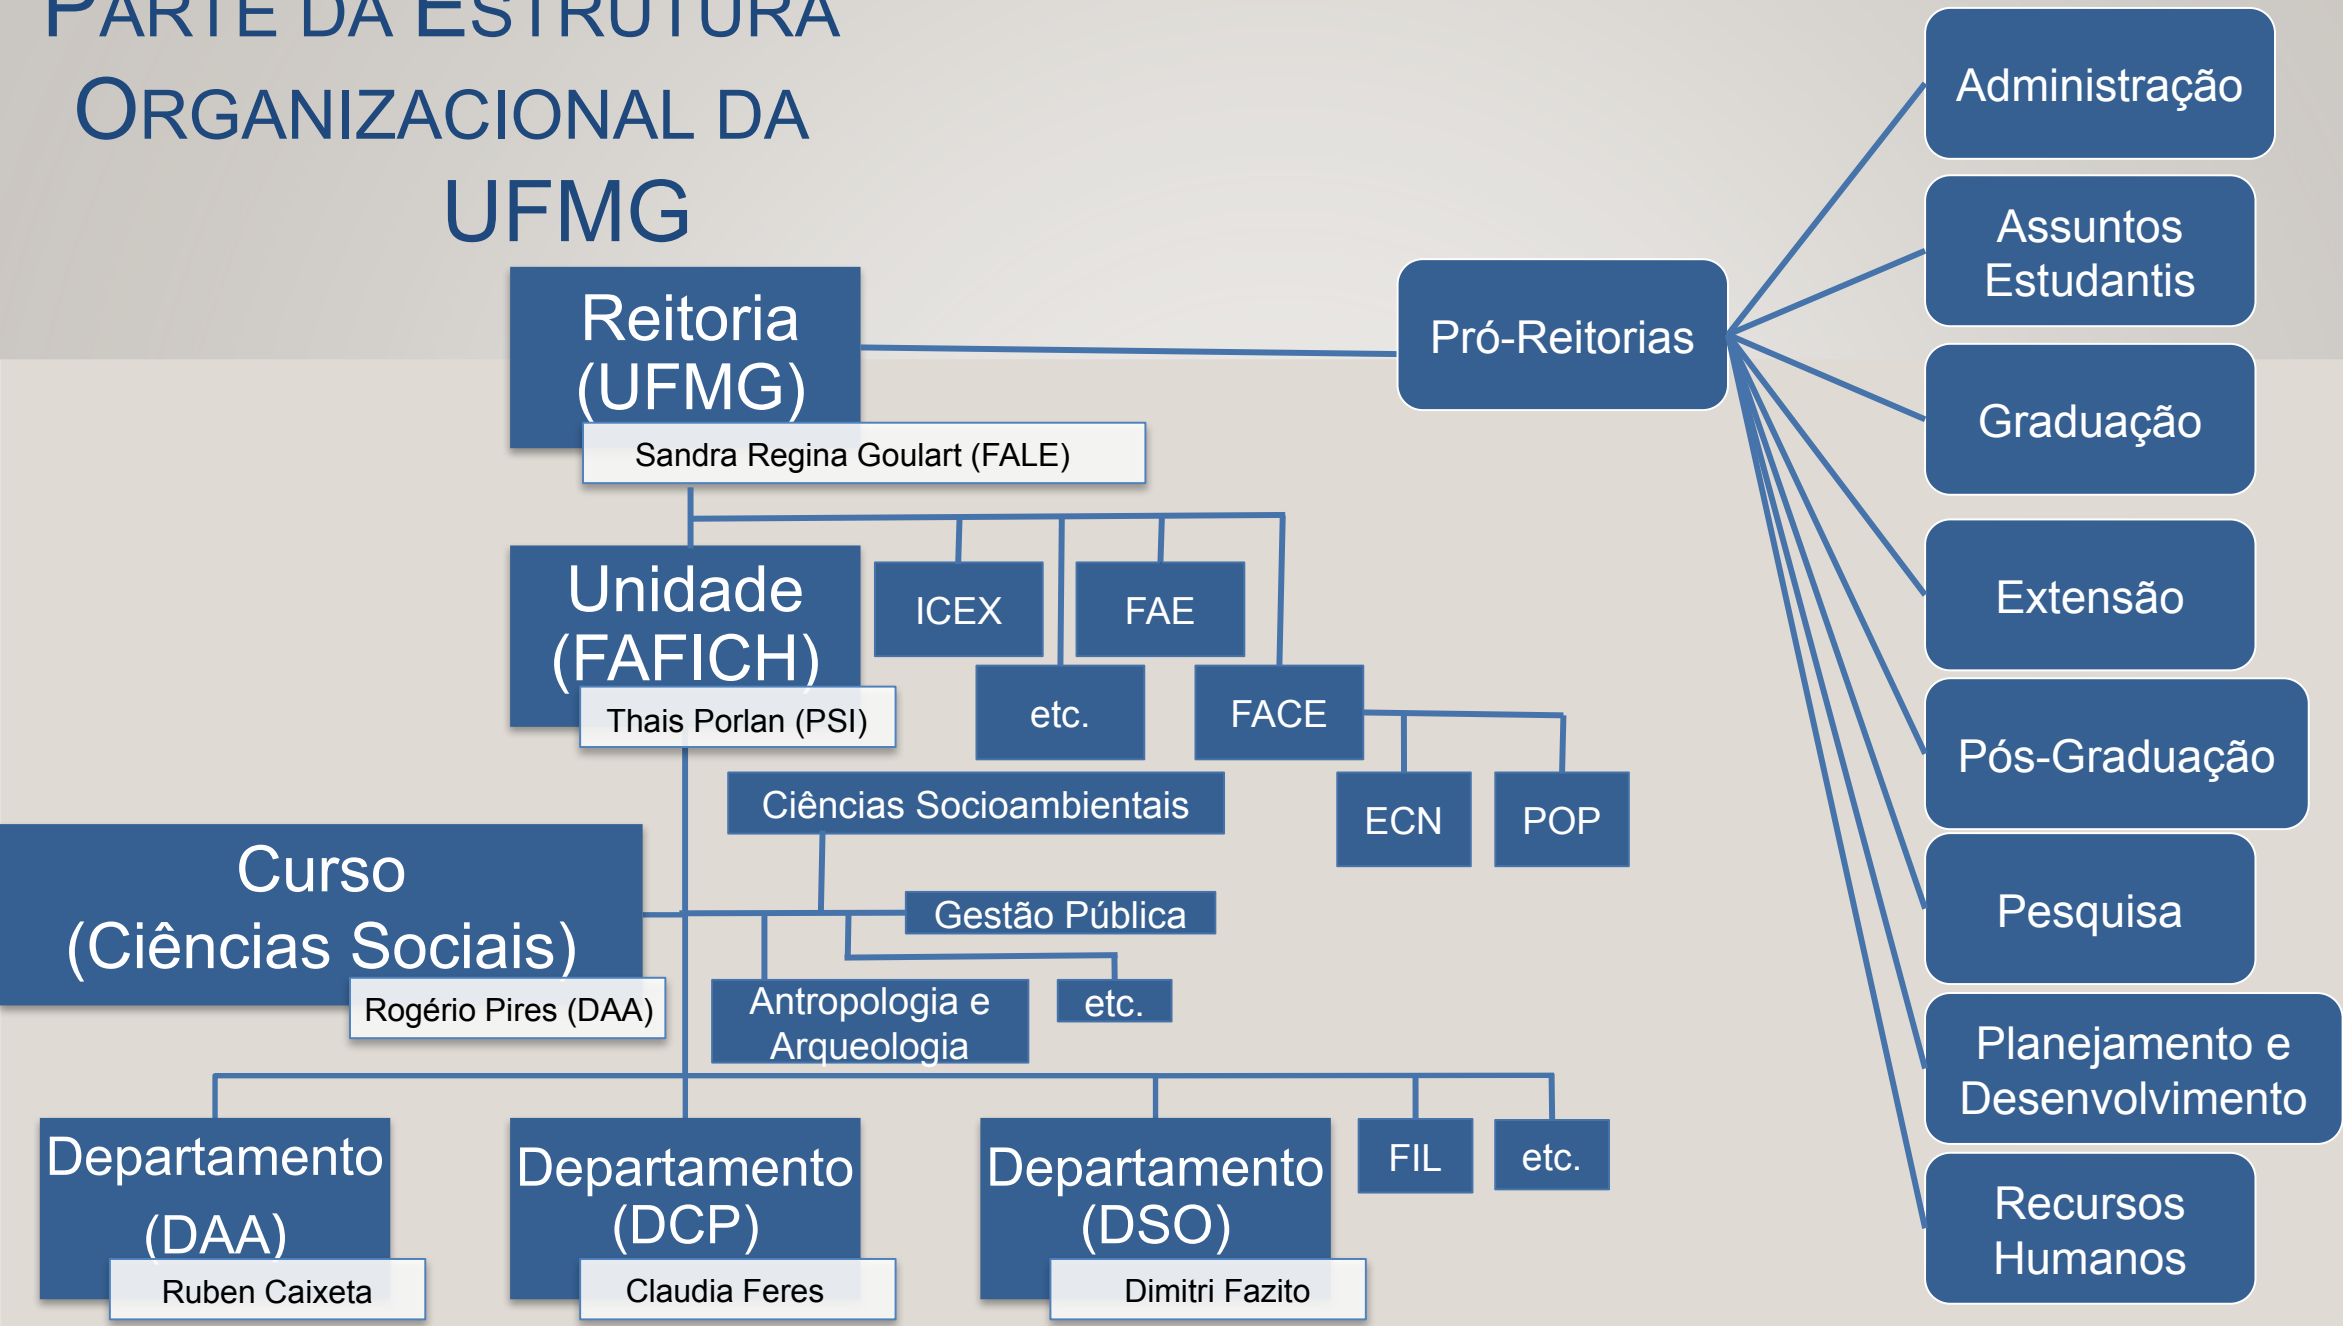 PARTE DA ESTRUTURA
ORGANIZACIONAL DA
UFMG
Reitoria
(UFMG)
Sandra Regina Goulart (FALE)
Pró-Reitorias
Administração
Assuntos
Estudantis
Graduação
Extensão
Pós-Graduação
Pesquisa
Planejamento e
Desenvolvimento
Recursos
Humanos
Unidade
(FAFICH)
Thais Porlan (PSI)
ICEX
FAE
etc.
FACE
ECN
POP
Ciências Socioambientais
Curso
(Ciências Sociais)
Rogério Pires (DAA)
Gestão Pública
Antropologia e
Arqueologia
etc.
Departamento
(DAA)
Ruben Caixeta
Departamento
(DCP)
Claudia Feres
Departamento
(DSO)
Dimitri Fazito
FIL
etc.